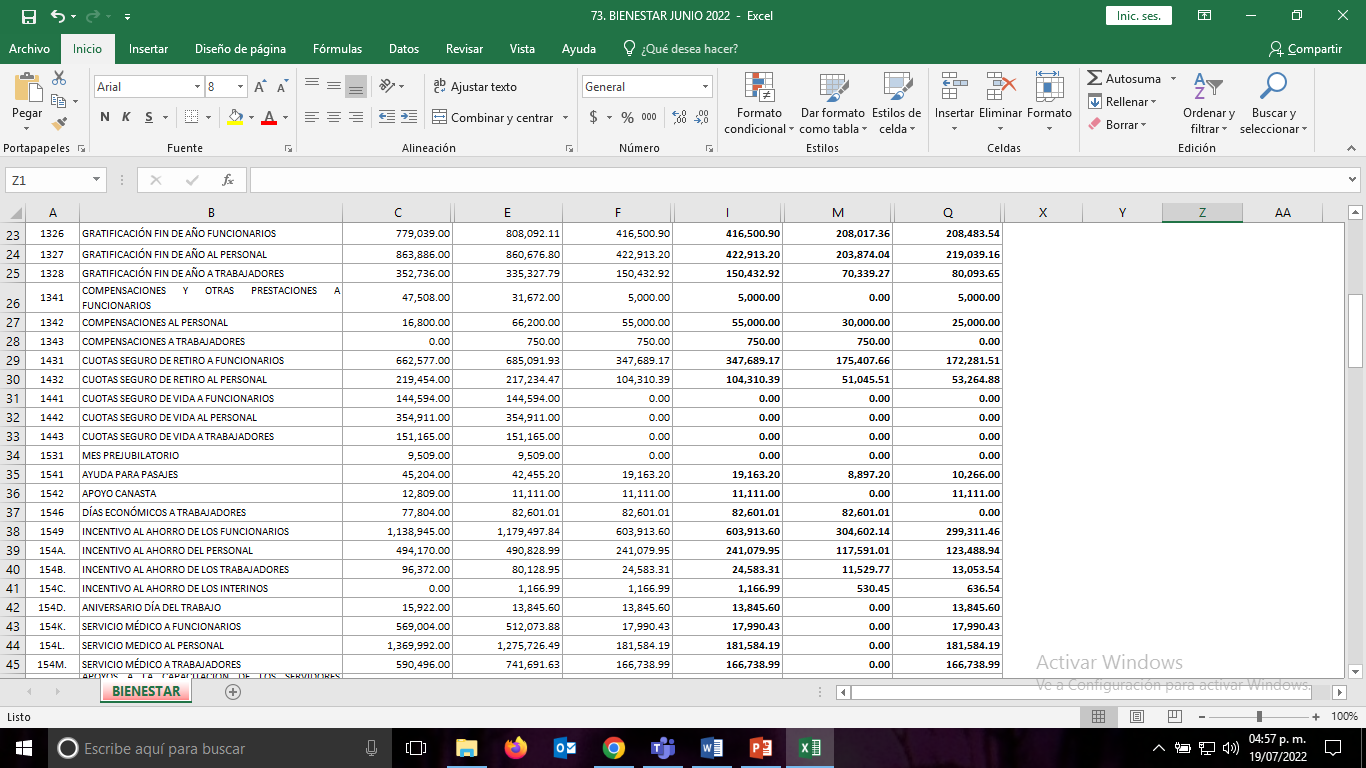 73. BIENESTAR JUNIO 2022 - Excel
Inic. ses.
Archivo Inicio Insertar Diseño de página Fórmulas Datos Revisar Vista Ayuda ¿Qué desea hacer? Compartir
Pegar
Arial 8
N K S
Ajustar texto
Combinar y centrar
General
$ % 000
Formato condicional
Dar formato como tabla
Estilos de celda
Insertar Eliminar Formato
Autosuma
Rellenar
Borrar
Ordenar y filtrar
Buscar y seleccionar
Portapapeles Fuente Alineación Número Estilos Celdas Edición
Z1 fx
A B C E F I M Q X Y Z AA
23 1326 GRATIFICACIÓN FIN DE AÑO FUNCIONARIOS 779,039.00 808,092.11 416,500.90 416,500.90 208,017.36 208,483.54
24 1327 GRATIFICACIÓN FIN DE AÑO AL PERSONAL 863,886.00 860,676.80 422,913.20 422,913.20 203,874.04 219,039.16
25 1328 GRATIFICACIÓN FIN DE AÑO A TRABAJADORES 352,736.00 335,327.79 150,432.92 150,432.92 70,339.27 80,093.65
26 1341 COMPENSACIONES Y OTRAS PRESTACIONES A FUNCIONARIOS 47,508.00 31,672.00 5,000.00 5,000.00 0.00 5,000.00
27 1342 COMPENSACIONES AL PERSONAL 16,800.00 66,200.00 55,000.00 55,000.00 30,000.00 25,000.00
28 1343 COMPENSACIONES A TRABAJADORES 0.00 750.00 750.00 750.00 750.00 0.00
29 1431 CUOTAS SEGURO DE RETIRO A FUNCIONARIOS 662,577.00 685,091.93 347,689.17 347,689.17 175,407.66 172,281.51
30 1432 CUOTAS SEGURO DE RETIRO AL PERSONAL 219,454.00 217,234.47 104,310.39 104,310.39 51,045.51 53,264.88
31 1441 CUOTAS SEGURO DE VIDA A FUNCIONARIOS 144,594.00 144,594.00 0.00 0.00 0.00 0.00
32 1442 CUOTAS SEGURO DE VIDA AL PERSONAL 354,911.00 354,911.00 0.00 0.00 0.00 0.00
33 1443 CUOTAS SEGURO DE VIDA A TRABAJADORES 151,165.00 151,165.00 0.00 0.00 0.00 0.00
34 1531 MES PREJUBILATORIO 9,509.00 9,509.00 0.00 0.00 0.00 0.00
35 1541 AYUDA PARA PASAJES 45,204.00 42,455.20 19,163.20 19,163.20 8,897.20 10,266.00
36 1542 APOYO CANASTA 12,809.00 11,111.00 11,111.00 11,111.00 0.00 11,111.00
37 1546 DÍAS ECONÓMICOS A TRABAJADORES 77,804.00 82,601.01 82,601.01 82,601.01 82,601.01 0.00
38 1549 INCENTIVO AL AHORRO DE LOS FUNCIONARIOS 1,138,945.00 1,179,497.84 603,913.60 603,913.60 304,602.14 299,311.46
39 154A. INCENTIVO AL AHORRO DEL PERSONAL 494,170.00 490,828.99 241,079.95 241,079.95 117,591.01 123,488.94
40 154B. INCENTIVO AL AHORRO DE LOS TRABAJADORES 96,372.00 80,128.95 24,583.31 24,583.31 11,529.77 13,053.54
41 154C. INCENTIVO AL AHORRO DE LOS INTERINOS 0.00 1,166.99 1,166.99 1,166.99 530.45 636.54
42 154D. ANIVERSARIO DÍA DEL TRABAJO 15,922.00 13,845.60 13,845.60 13,845.60 0.00 13,845.60
43 154K. SERVICIO MÉDICO A FUNCIONARIOS 569,004.00 512,073.88 17,990.43 17,990.43 0.00 17,990.43
44 154L. SERVICIO MEDICO AL PERSONAL 1,369,992.00 1,275,726.49 181,584.19 181,584.19 0.00 181,584.19
45 154M. SERVICIO MÉDICO A TRABAJADORES 590,496.00 741,691.63 166,738.99 166,738.99 0.00 166,738.99
APOYOS A LA CAPACITACION DE LOS SERVIDORES
Activar Windows
Ve a Configuración para activar Windows.
BIENESTAR
Listo 100%
Escribe aquí para buscar
04:57 p. m.
19/07/2022